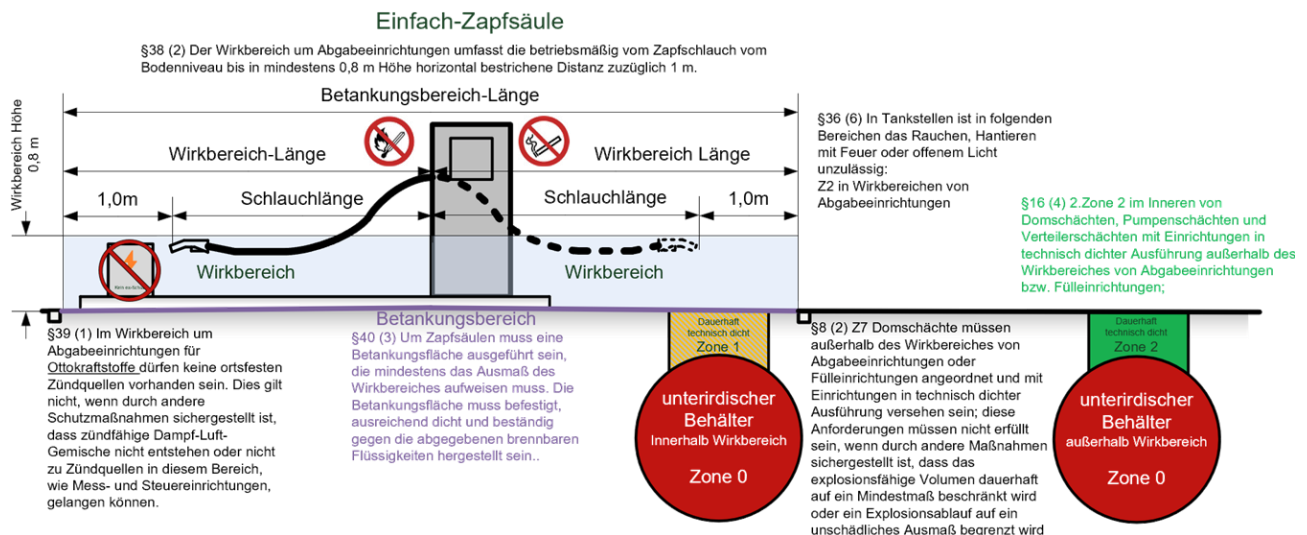 Einfach-Zapfsäule
§38 (2) Der Wirkbereich um Abgabeeinrichtungen umfasst die betriebsmäßig vom Zapfschlauch vom
Bodenniveau bis in mindestens 0,8 m Höhe horizontal bestrichene Distanz zuzüglich 1 m.
Betankungsbereich-Länge
Wirkbereich Höhe
0,8 m
Wirkbereich-Länge
Wirkbereich Länge
1,0m
Schlauchlänge
Schlauchlänge
1,0m
Wirkbereich
Wirkbereich
§36 (6) In Tankstellen ist in folgenden
Bereichen das Rauchen, Hantieren
mit Feuer oder offenem Licht
unzulässig:
Z2 in Wirkbereichen von
Abgabeeinrichtungen
§16 (4) 2.Zone 2 im Inneren von
Domschächten, Pumpenschächten und
Verteilerschächten mit Einrichtungen in
technisch dichter Ausführung außerhalb des
Wirkbereiches von Abgabeeinrichtungen
bzw. Fülleinrichtungen;
§39 (1) Im Wirkbereich um
Abgabeeinrichtungen für
Ottokraftstoffe dürfen keine ortsfesten
Zündquellen vorhanden sein. Dies gilt
nicht, wenn durch andere
Schutzmaßnahmen sichergestellt ist,
dass zündfähige Dampf-Luft-
Gemische nicht entstehen oder nicht
zu Zündquellen in diesem Bereich,
wie Mess- und Steuereinrichtungen,
gelangen können.
Betankungsbereich
§40 (3) Um Zapfsäulen muss eine
Betankungsfläche ausgeführt sein,
die mindestens das Ausmaß des
Wirkbereiches aufweisen muss. Die
Betankungsfläche muss befestigt,
ausreichend dicht und beständig
gegen die abgegebenen brennbaren
Flüssigkeiten hergestellt sein..
Dauerhaft
technisch dicht
Zone 1
unterirdischer
Behälter
Innerhalb Wirkbereich
Zone 0
§8 (2) Z7 Domschächte müssen
außerhalb des Wirkbereiches von
Abgabeeinrichtungen oder
Fülleinrichtungen angeordnet und mit
Einrichtungen in technisch dichter
Ausführung versehen sein; diese
Anforderungen müssen nicht erfüllt
sein, wenn durch andere Maßnahmen
sichergestellt ist, dass das
explosionsfähige Volumen dauerhaft
auf ein Mindestmaß beschränkt wird
oder ein Explosionsablauf auf ein
unschädliches Ausmaß begrenzt wird
Dauerhaft
technisch dicht
Zone 2
unterirdischer
Behälter
außerhalb Wirkbereich
Zone 0